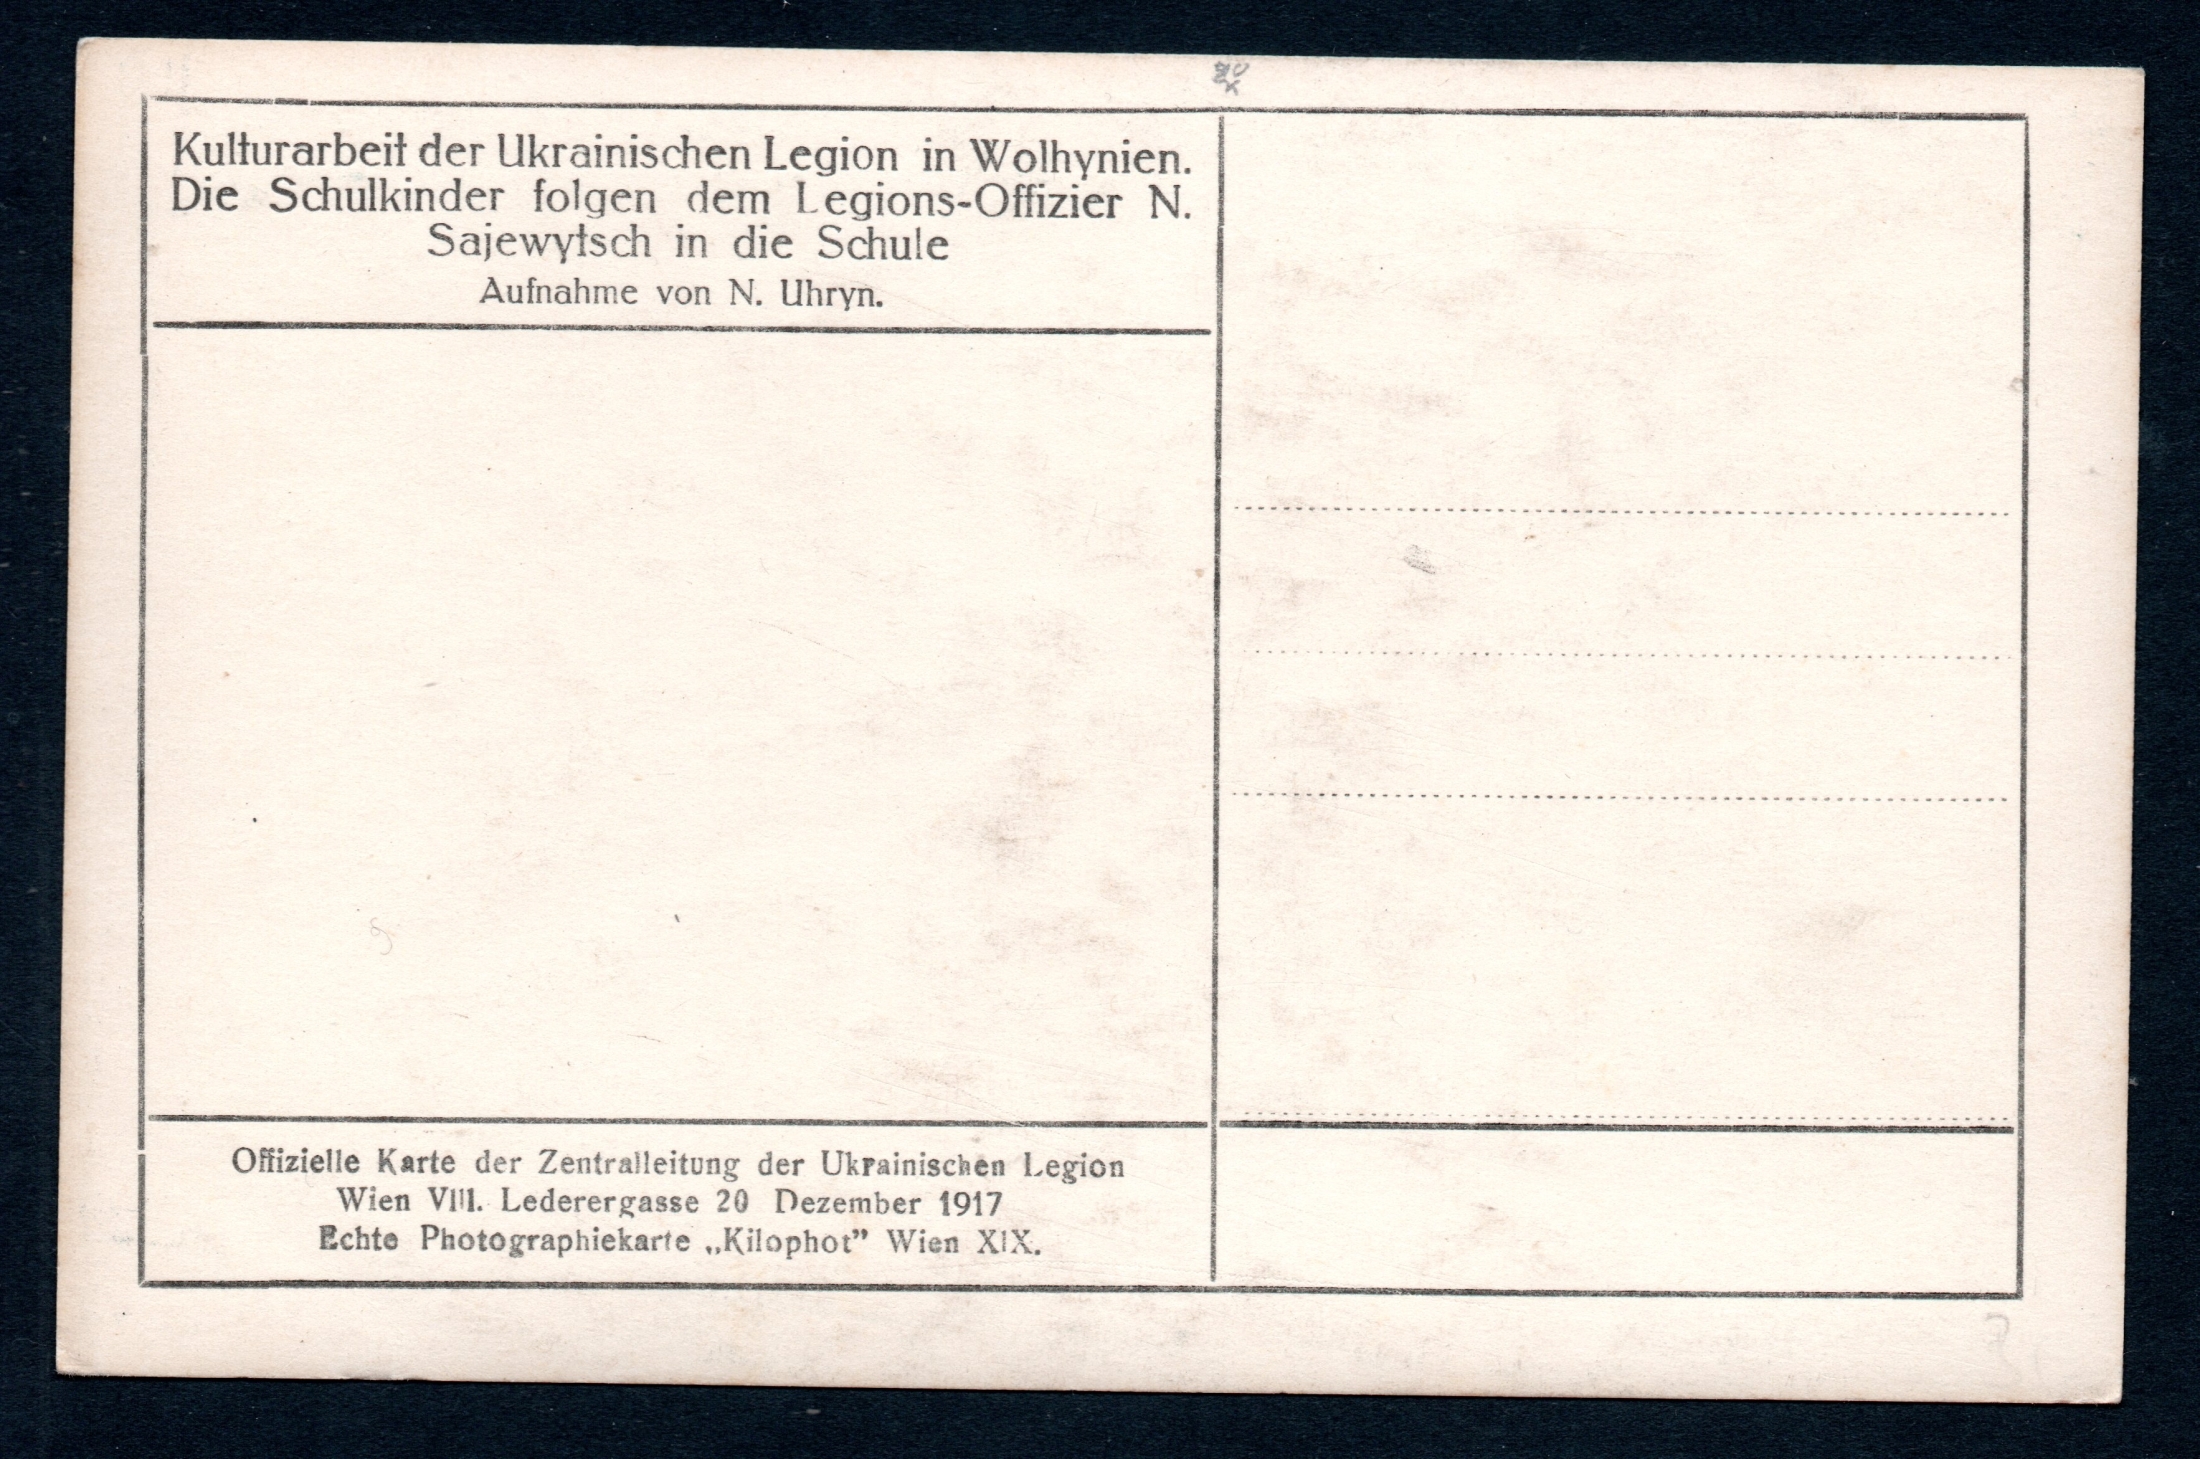 Kulturarbeit der Ukrainischen Legion in Wolhynien.
Die Schulkinder folgen dem Legions-Offizier N.
Sajewytsch in die Schule
Aufnahme von N. Uhryn.
Offizielle Karte der Zentralleitung der Ukrainischen Legion
Wien VIII. Lederergasse 20 Dezember 1917
Echte Photographiekarte „Kilophot” Wien XIX.